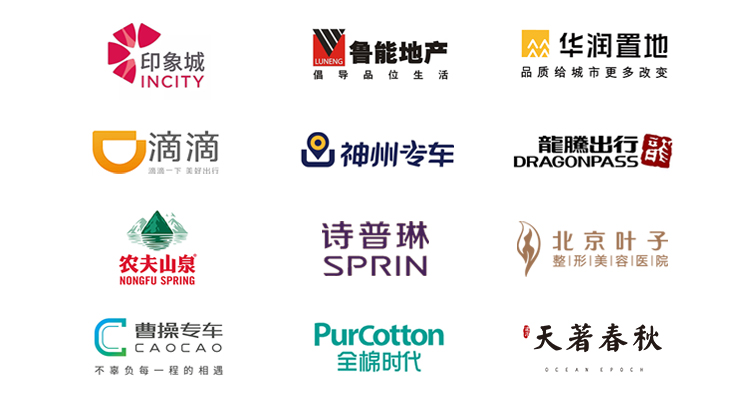 印象城
INCITY
LUNENG
鲁能地产
倡导品位生活
华润置地
品质给城市更多改变
滴滴
滴滴一下 美好出行
神州专车
龍騰出行
DRAGONPASS
龍
农夫山泉®
NONGFU SPRING
诗普琳
SPRIN
北京叶子
整|形|美|容|医|院
曹操专车
CAOCAO
不辜负每一程的相遇
PurCotton
全棉时代
天著春秋
OCEAN EPOCH